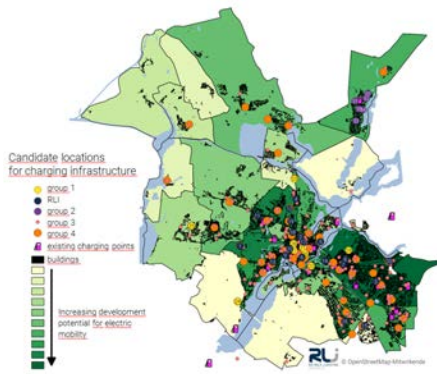 Candidate locations
for charging infrastructure
group 1
RLI
group 2
group 3
group 4
existing charging points
buildings
Increasing development
potential for electric
mobility
RLI
© OpenStreetMap-Mitwirkende